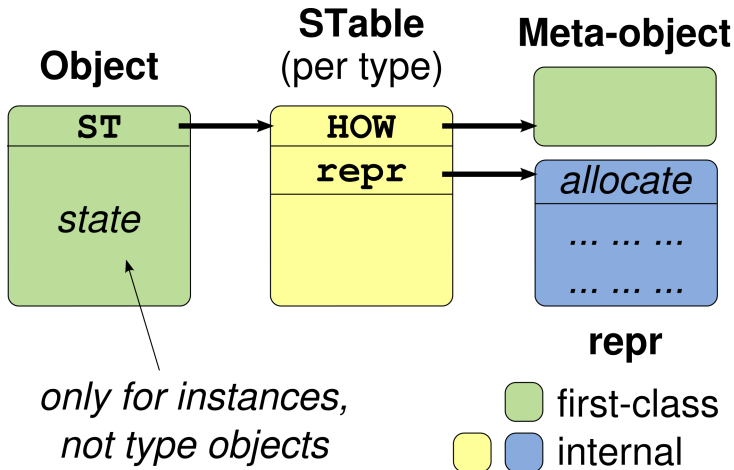 Object
STable
(per type)
Meta-object
ST
state
HOW
repr
allocate
... ... ...
... ... ...
repr
only for instances,
not type objects
first-class
internal